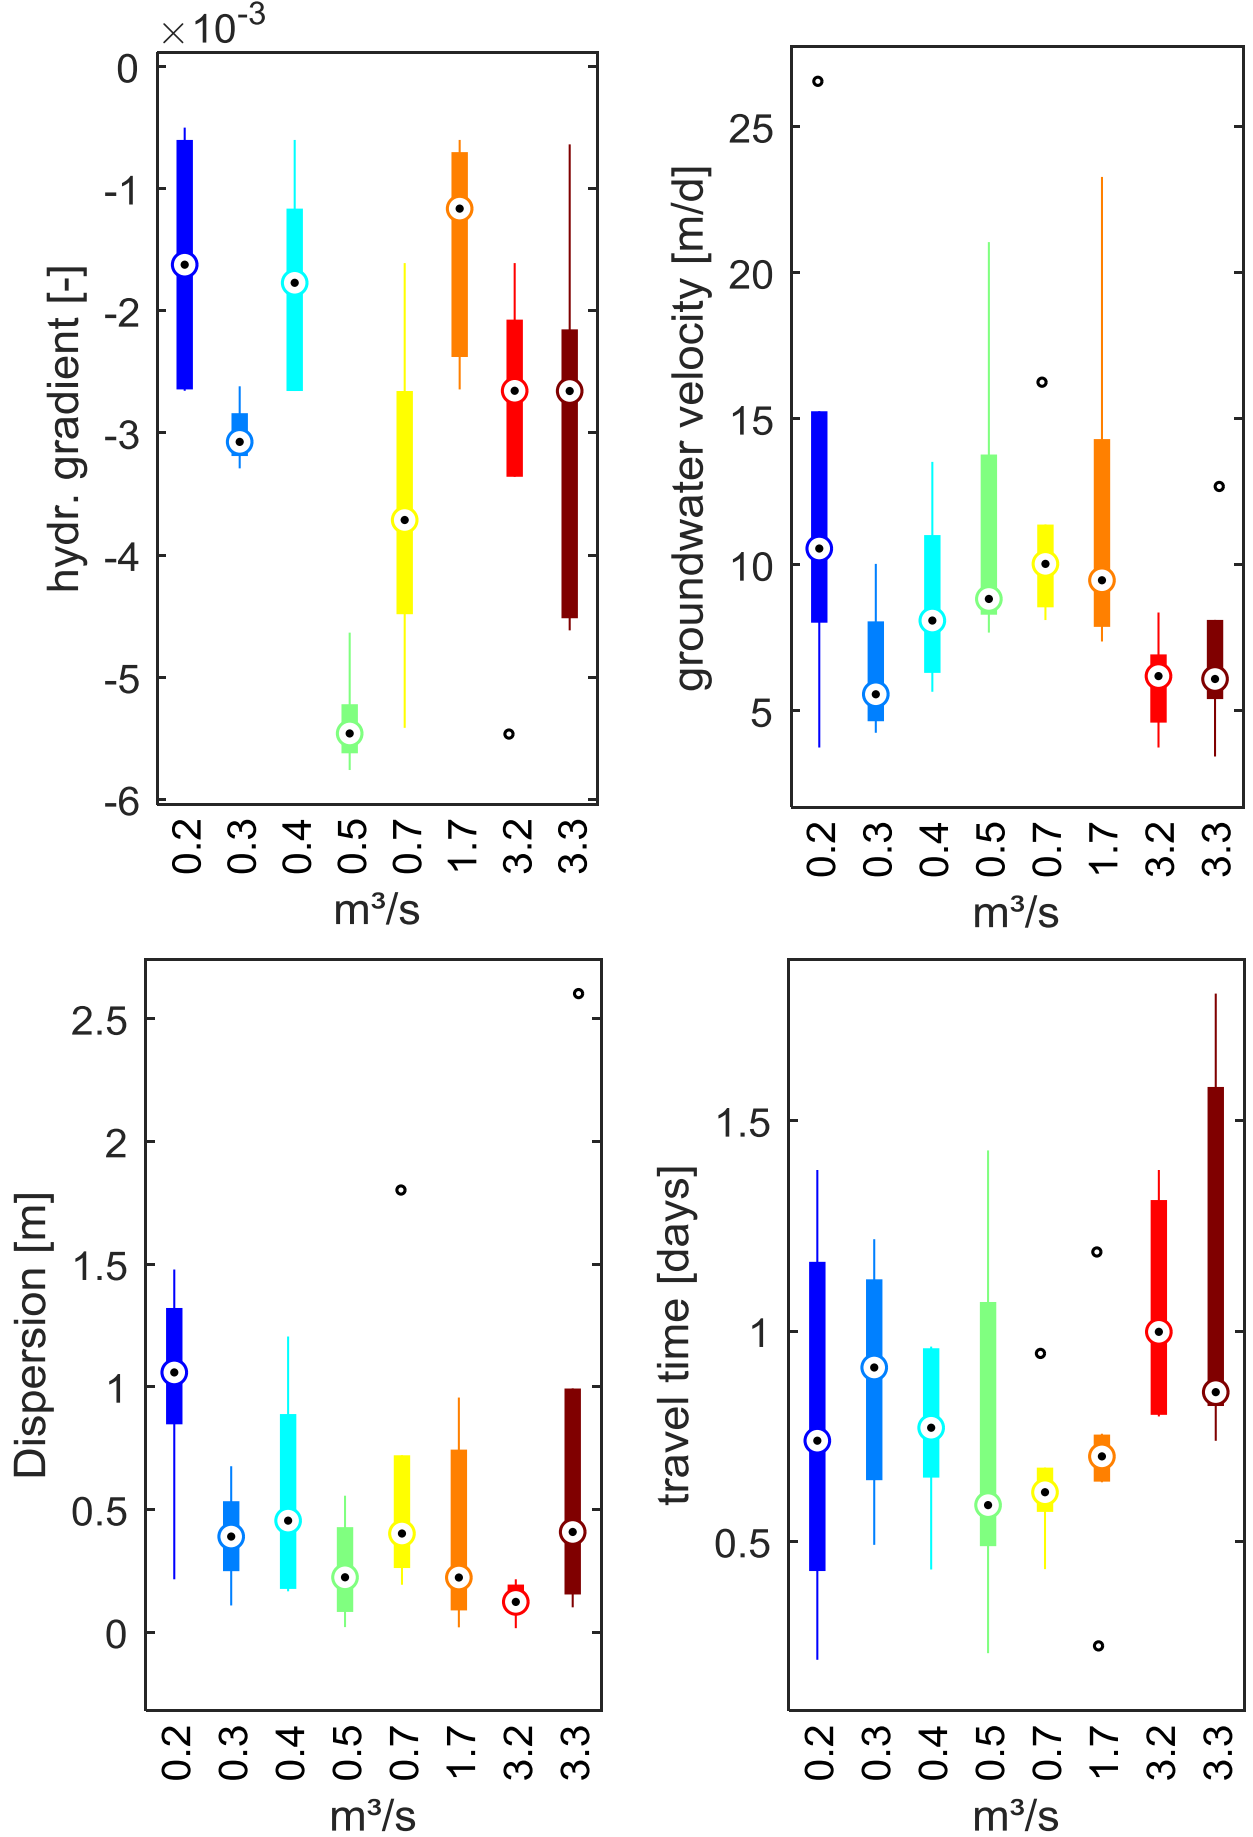 ×10⁻³
0
-1
-2
-3
-4
-5
-6
hydr. gradient [-]
0.2 0.3 0.4 0.5 0.7 1.7 3.2 3.3
m³/s
25
20
15
10
5
groundwater velocity [m/d]
0.2 0.3 0.4 0.5 0.7 1.7 3.2 3.3
m³/s
2.5
2
1.5
1
0.5
0
Dispersion [m]
0.2 0.3 0.4 0.5 0.7 1.7 3.2 3.3
m³/s
1.5
1
0.5
travel time [days]
0.2 0.3 0.4 0.5 0.7 1.7 3.2 3.3
m³/s